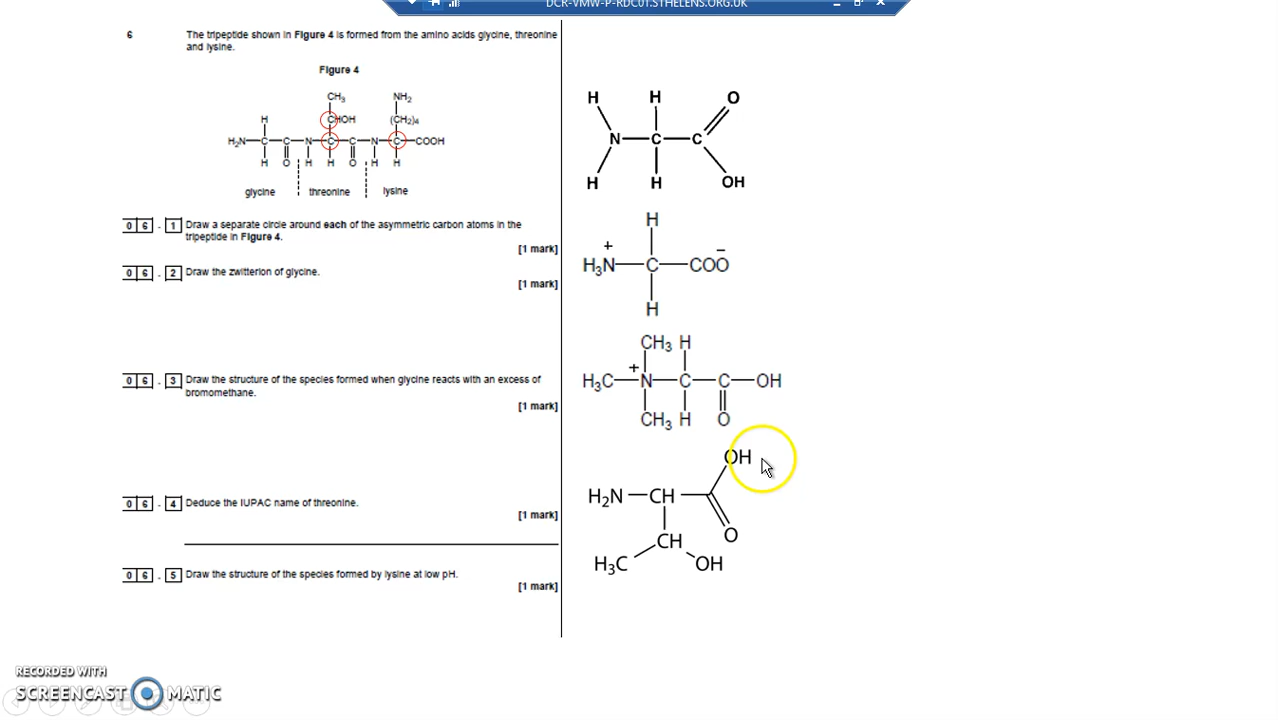 DCR-VMW-P-RDC01.STHELENS.ORG.UK
6 The tripeptide shown in Figure 4 is formed from the amino acids glycine, threonine
and lysine.
Figure 4
CH₃ NH₂
H CHOH (CH₂)₄
H₂N C C N C C N C COOH
H O H H O H H
glycine threonine lysine
0 6 . 1 Draw a separate circle around each of the asymmetric carbon atoms in the
tripeptide in Figure 4.
[1 mark]
0 6 . 2 Draw the zwitterion of glycine.
[1 mark]
0 6 . 3 Draw the structure of the species formed when glycine reacts with an excess of
bromomethane.
[1 mark]
0 6 . 4 Deduce the IUPAC name of threonine.
[1 mark]
0 6 . 5 Draw the structure of the species formed by lysine at low pH.
[1 mark]
H H O
N C C
H H OH
H
+ −
H₃N C COO
H
CH₃ H
+
H₃C N C C OH
CH₃ H O
OH
H₂N CH
O
CH
H₃C OH
RECORDED WITH
SCREENCAST MATIC